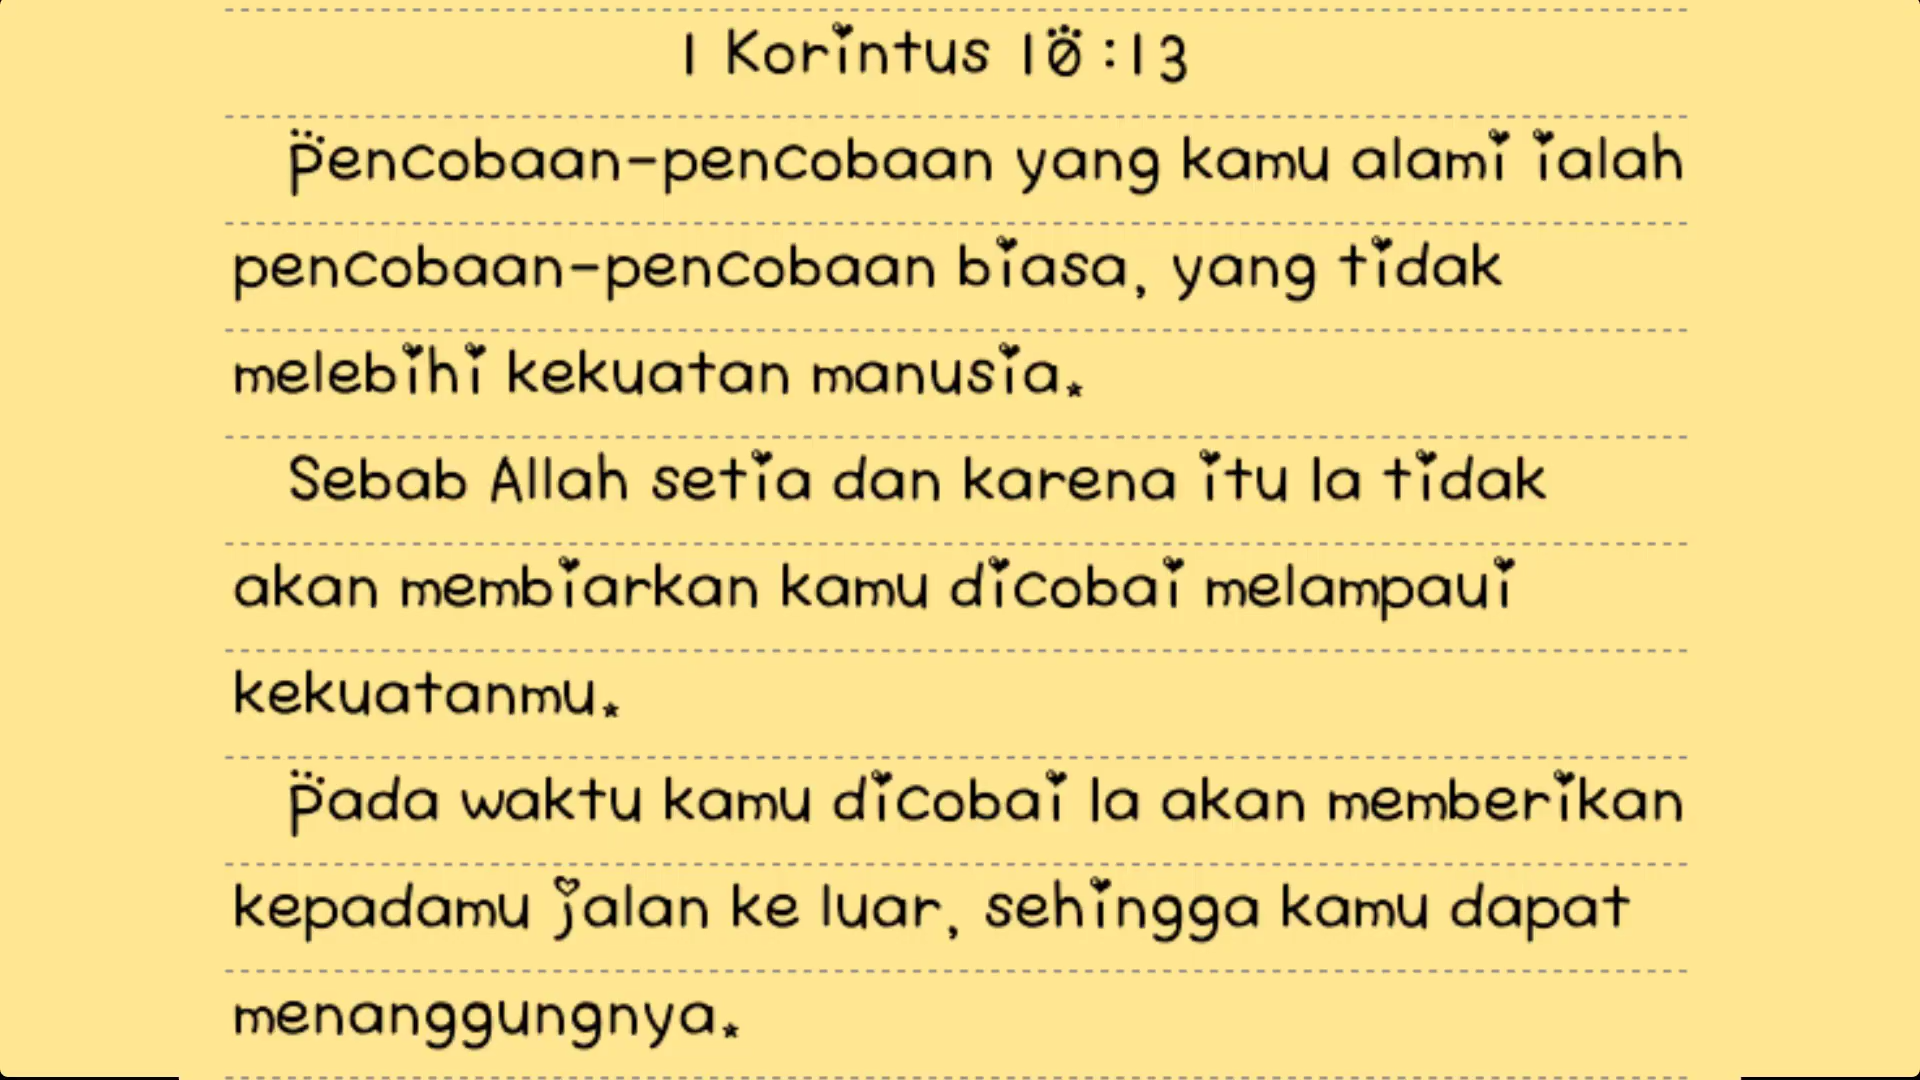 1 Korintus 10:13
Pencobaan-pencobaan yang kamu alami ialah
pencobaan-pencobaan biasa, yang tidak
melebihi kekuatan manusia.
Sebab Allah setia dan karena itu Ia tidak
akan membiarkan kamu dicobai melampaui
kekuatanmu.
Pada waktu kamu dicobai Ia akan memberikan
kepadamu jalan ke luar, sehingga kamu dapat
menanggungnya.